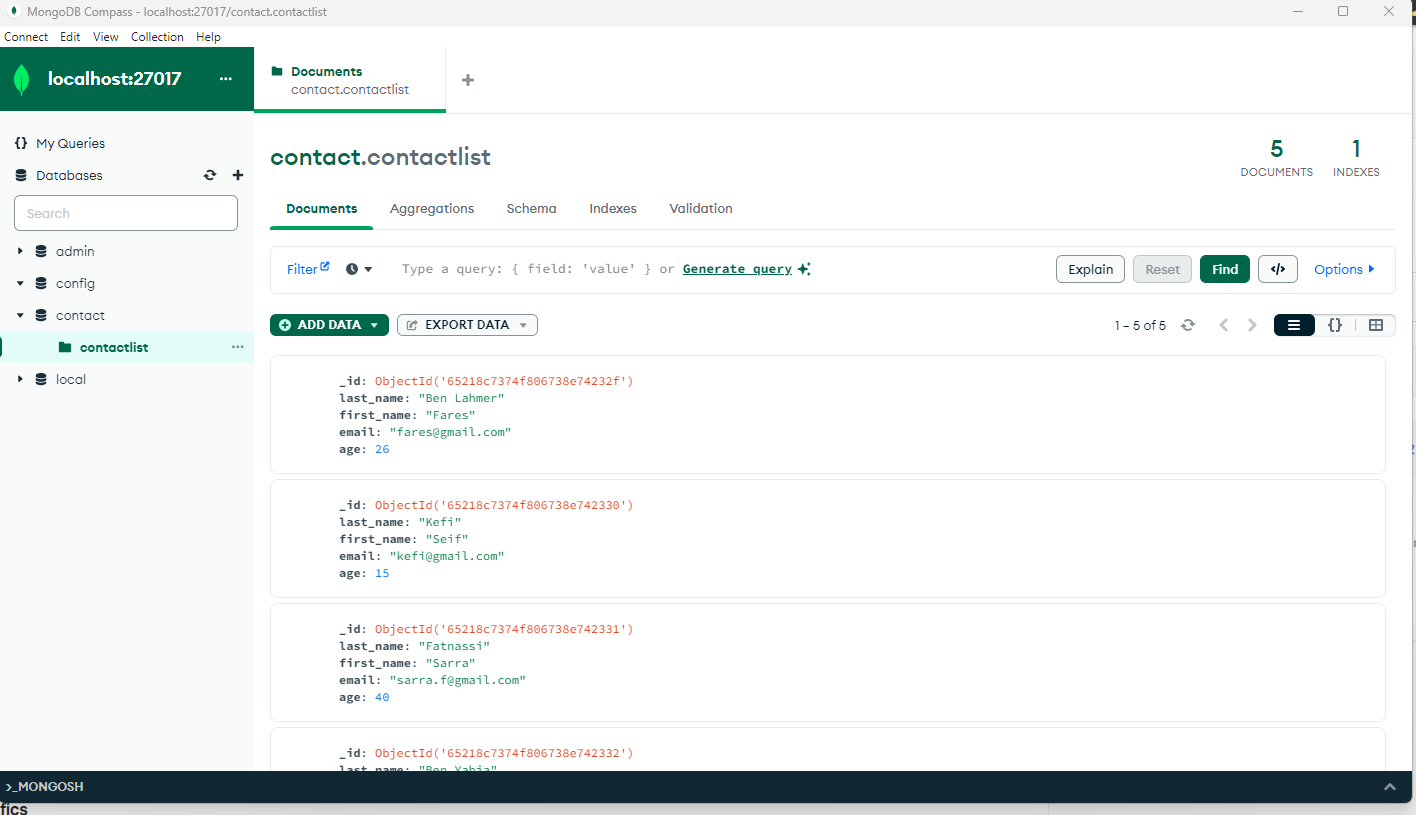 MongoDB Compass - localhost:27017/contact.contactlist
Connect Edit View Collection Help
localhost:27017 ...
Documents
contact.contactlist
{} My Queries
Databases
Search
admin
config
contact
contactlist ...
local
contact.contactlist
5
DOCUMENTS
1
INDEXES
Documents Aggregations Schema Indexes Validation
Filter Type a query: { field: 'value' } or Generate query Explain Reset Find </> Options
ADD DATA EXPORT DATA 1 – 5 of 5 {}
_id: ObjectId('65218c7374f806738e74232f')
last_name: "Ben Lahmer"
first_name: "Fares"
email: "fares@gmail.com"
age: 26
_id: ObjectId('65218c7374f806738e742330')
last_name: "Kefi"
first_name: "Seif"
email: "kefi@gmail.com"
age: 15
_id: ObjectId('65218c7374f806738e742331')
last_name: "Fatnassi"
first_name: "Sarra"
email: "sarra.f@gmail.com"
age: 40
_id: ObjectId('65218c7374f806738e742332')
last_name: "Ben Yahia"
>_MONGOSH
fics